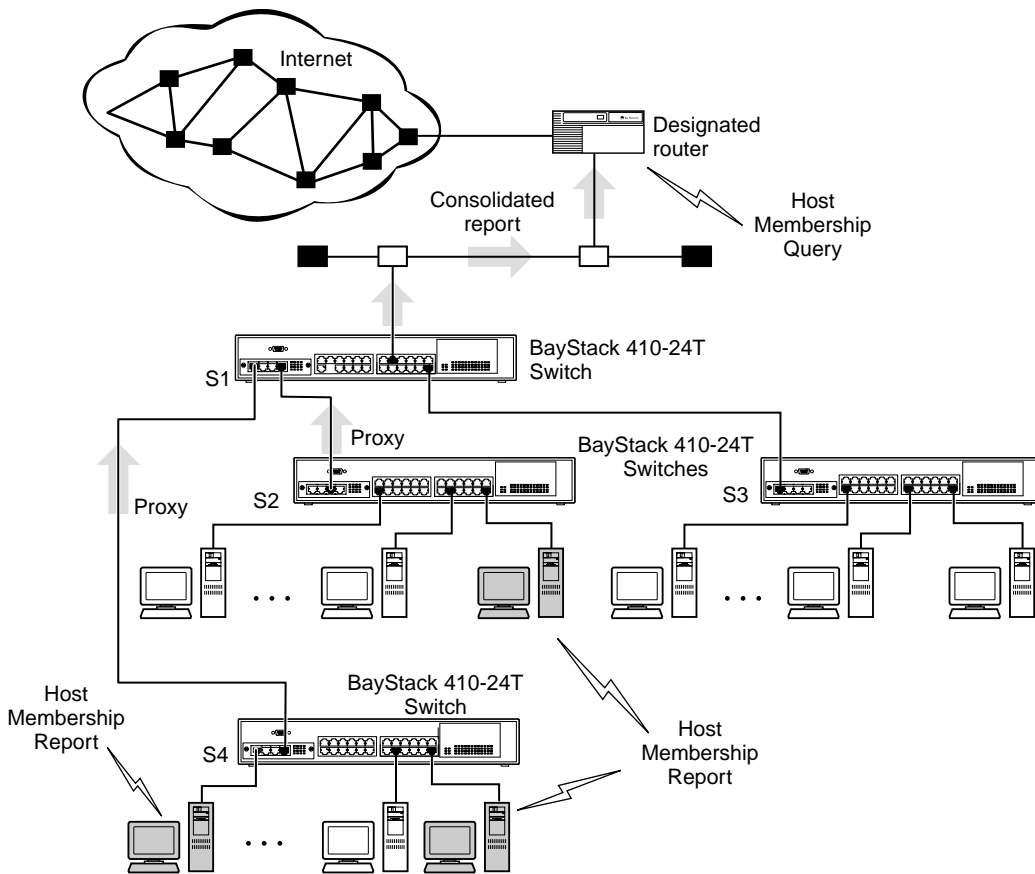 Internet
Designated
router
Consolidated
report
Host
Membership
Query
BayStack 410-24T
Switch
S1
Proxy
BayStack 410-24T
Switches
S2
S3
Proxy
BayStack 410-24T
Switch
Host
Membership
Report
S4
Host
Membership
Report